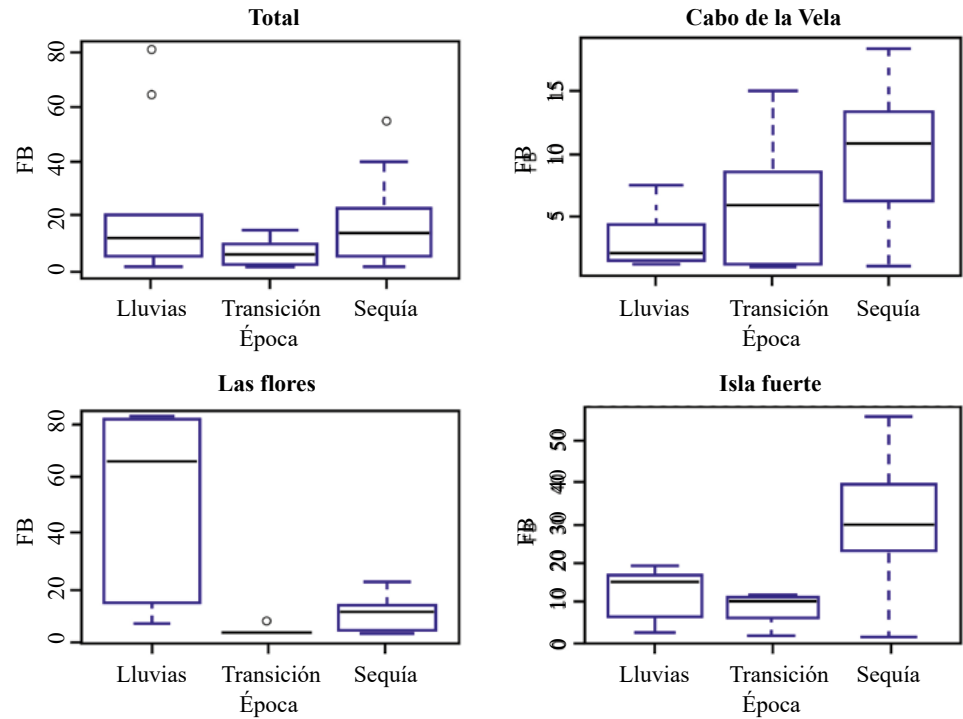 Total
FB
80
60
40
20
0
Lluvias Transición Sequía
Época
Cabo de la Vela
FB
15
10
5
Lluvias Transición Sequía
Época
Las flores
FB
80
60
40
20
0
Lluvias Transición Sequía
Época
Isla fuerte
FB
50
40
30
20
10
0
Lluvias Transición Sequía
Época